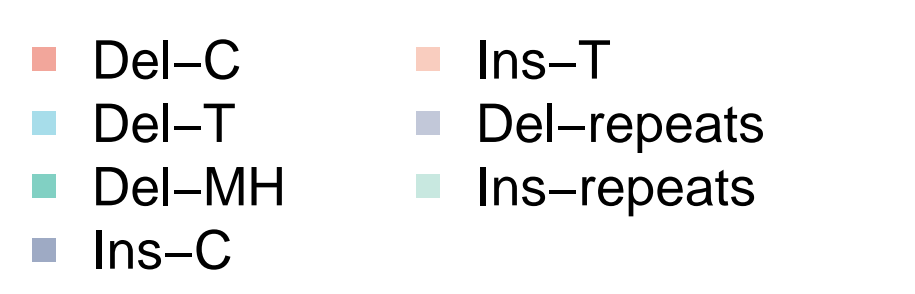 Del–C
Del–T
Del–MH
Ins–C
Ins–T
Del–repeats
Ins–repeats